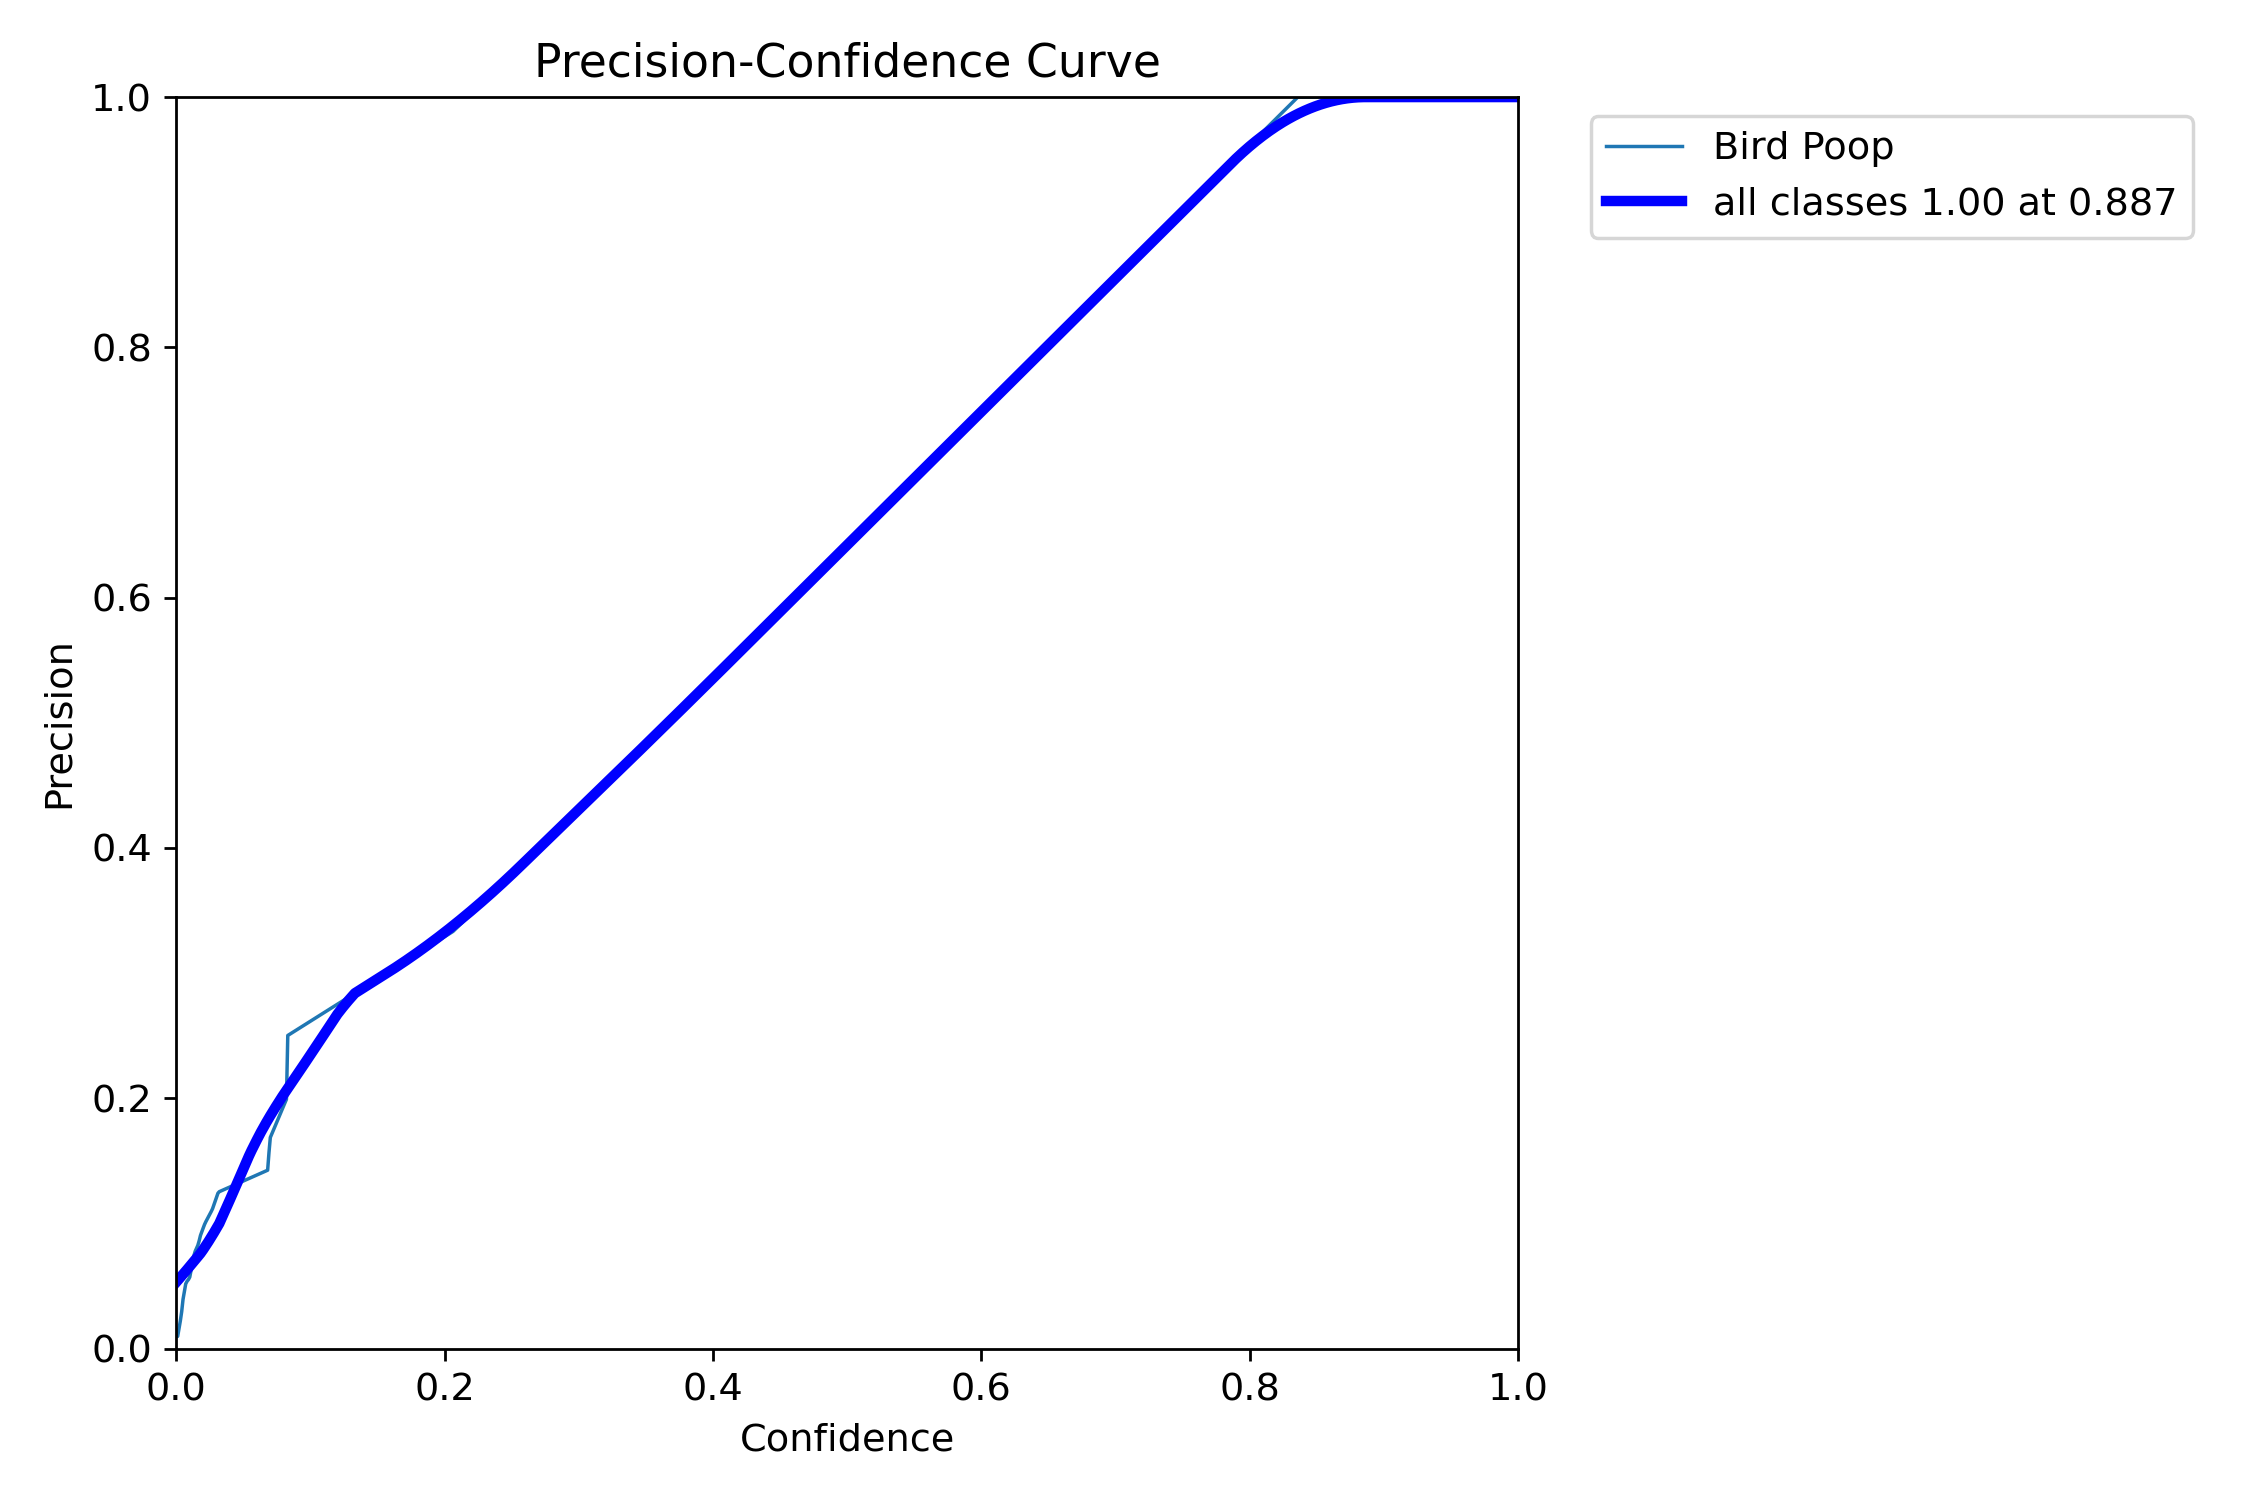 Precision-Confidence Curve
Bird Poop
all classes 1.00 at 0.887
1.0
0.8
0.6
0.4
0.2
0.0
Precision
0.0 0.2 0.4 0.6 0.8 1.0
Confidence